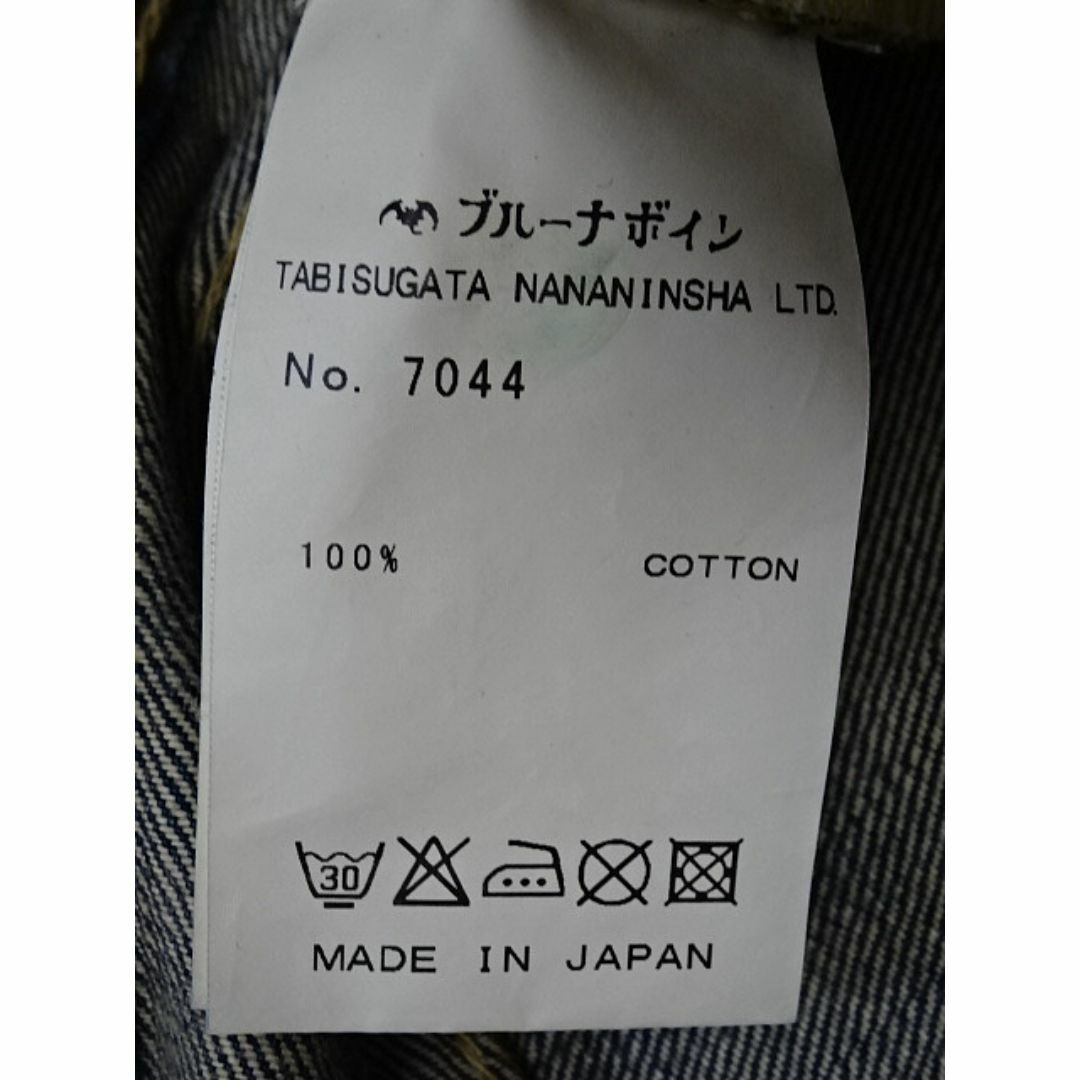 ブルーナボイン
TABISUGATA NANANINSHA LTD.
No. 7044
100% COTTON
30
MADE IN JAPAN